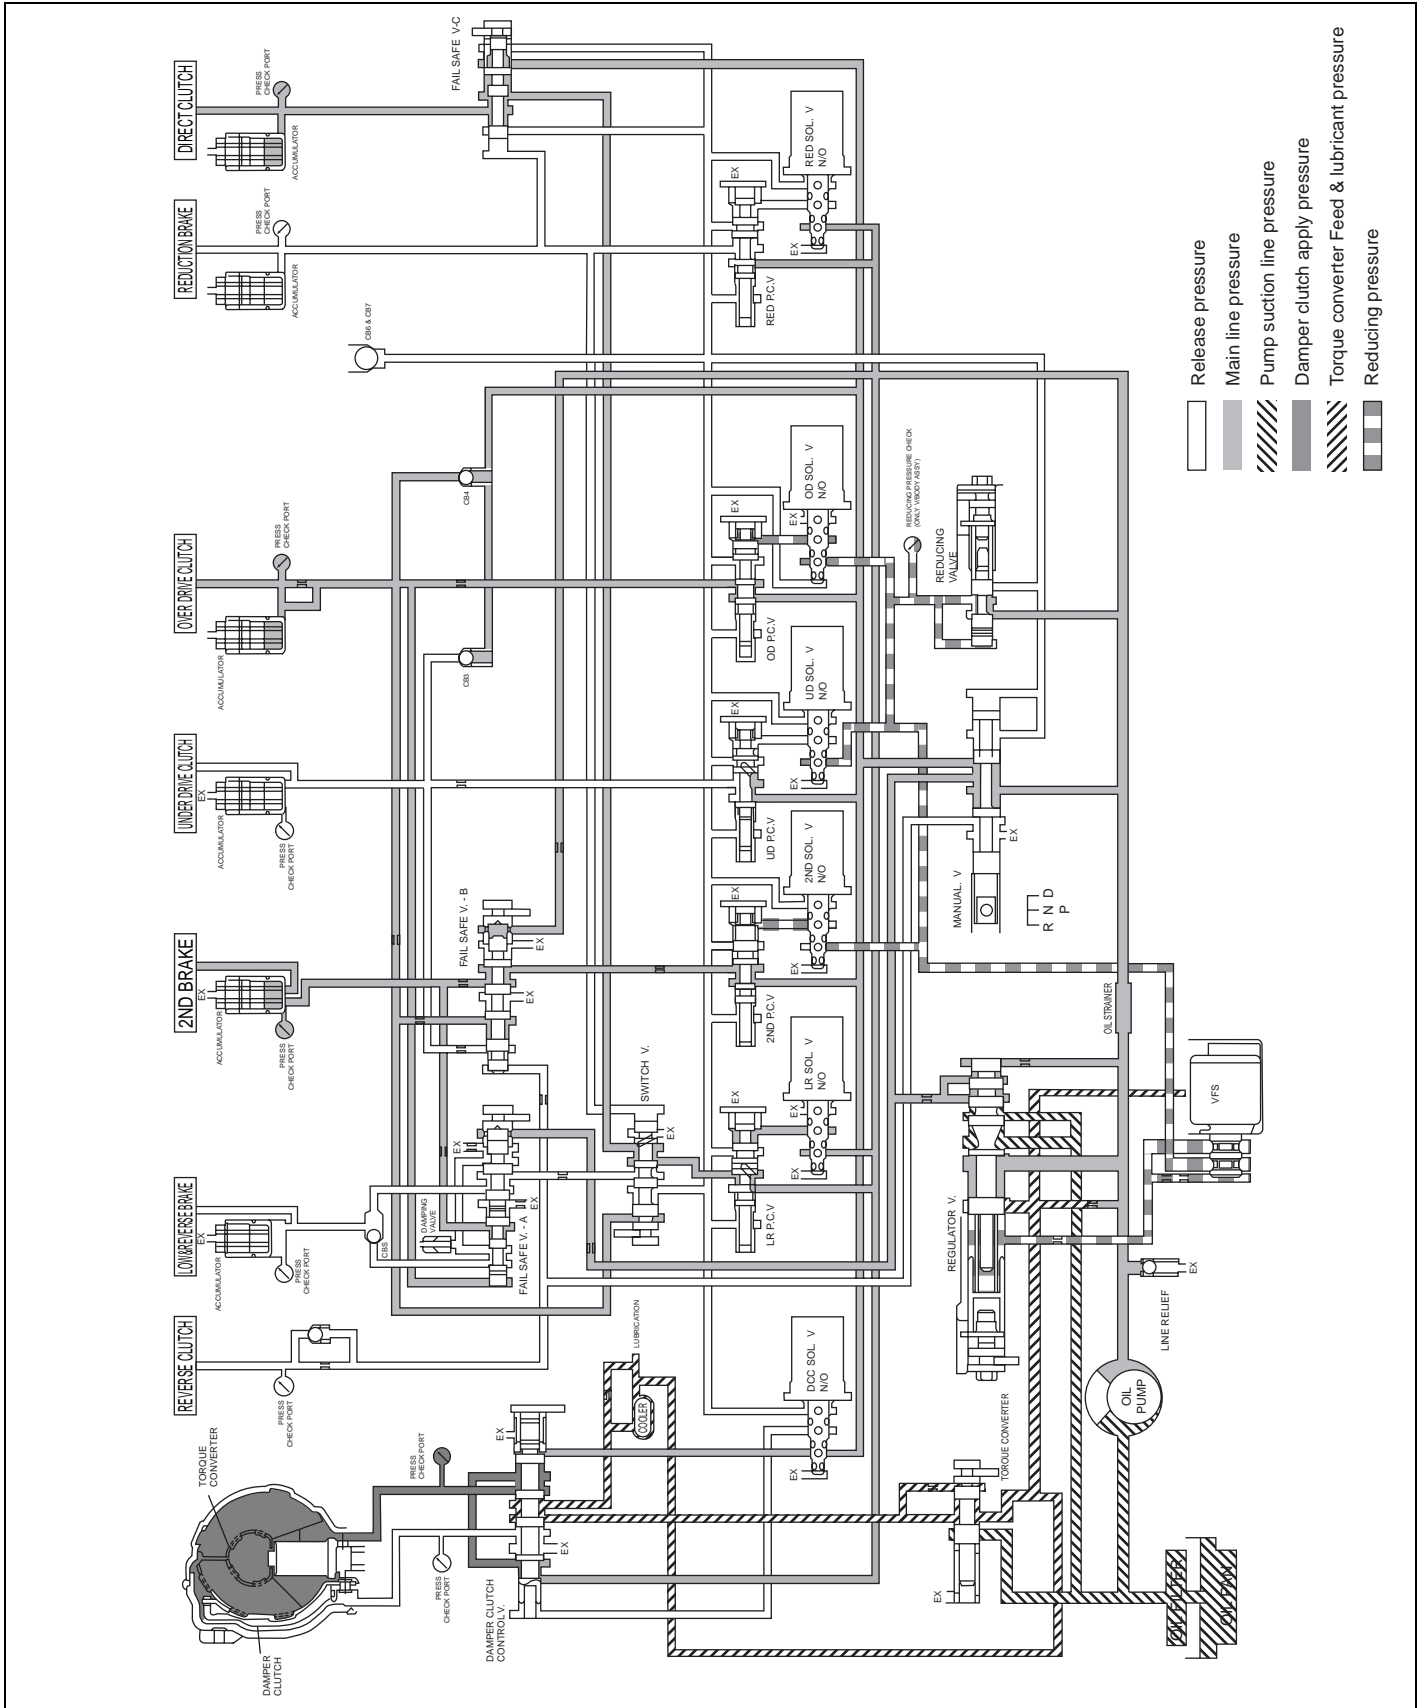 DIRECT CLUTCH
PRESS
CHECK PORT
ACCUMULATOR
FAIL SAFE V-C
REDUCTION BRAKE
PRESS
CHECK PORT
ACCUMULATOR
CB6 & CB7
EX
RED SOL. V
N/O
EX
RED P.C.V
OVER DRIVE CLUTCH
PRESS
CHECK PORT
ACCUMULATOR
CB4
CB3
EX
EX
OD SOL. V
N/O
OD P.C.V
REDUCING PRESSURE CHECK
(ONLY V/BODY ASSY)
REDUCING
VALVE
UNDER DRIVE CLUTCH
EX
ACCUMULATOR
PRESS
CHECK PORT
EX
UD SOL. V
N/O
EX
UD P.C.V
2ND BRAKE
EX
ACCUMULATOR
PRESS
CHECK PORT
FAIL SAFE V. - B
EX
EX
EX
2ND SOL. V
N/O
EX
2ND P.C.V
MANUAL. V
EX
R N D
P
OIL STRAINER
LOW&REVERSE BRAKE
EX
ACCUMULATOR
PRESS
CHECK PORT
CBS
DAMPING
VALVE
EX
EX
FAIL SAFE V. - A
SWITCH V.
EX
EX
EX
LR SOL. V
N/O
EX
LR P.C.V
REGULATOR V.
VFS
EX
LINE RELIEF
REVERSE CLUTCH
PRESS
CHECK PORT
LUBRICATION
COOLER
DCC SOL. V
N/O
EX
OIL
PUMP
TORQUE
CONVERTER
DAMPER
CLUTCH
PRESS
CHECK PORT
PRESS
CHECK PORT
EX
EX
DAMPER CLUTCH
CONTROL V.
TORQUE CONVERTER
EX
OIL FILTER
OIL PAN
Release pressure
Main line pressure
Pump suction line pressure
Damper clutch apply pressure
Torque converter Feed & lubricant pressure
Reducing pressure